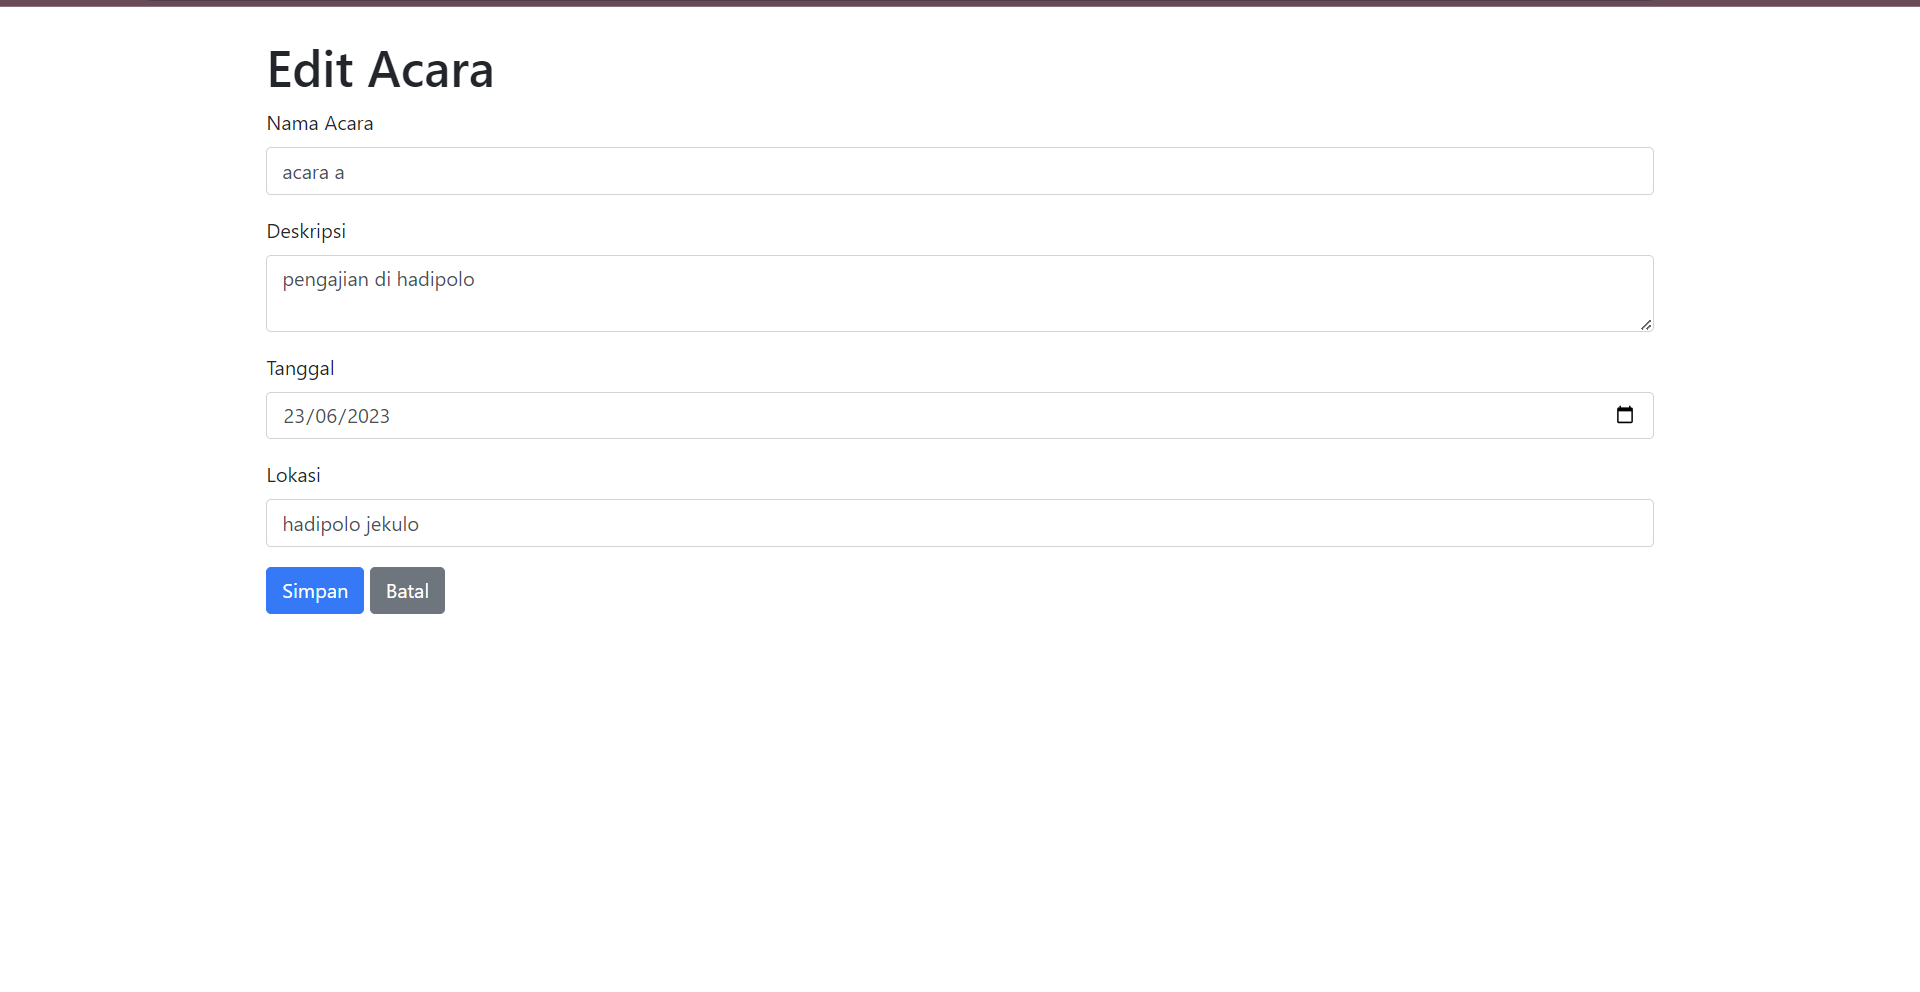 Edit Acara
Nama Acara
acara a
Deskripsi
pengajian di hadipolo
Tanggal
23/06/2023
Lokasi
hadipolo jekulo
Simpan Batal